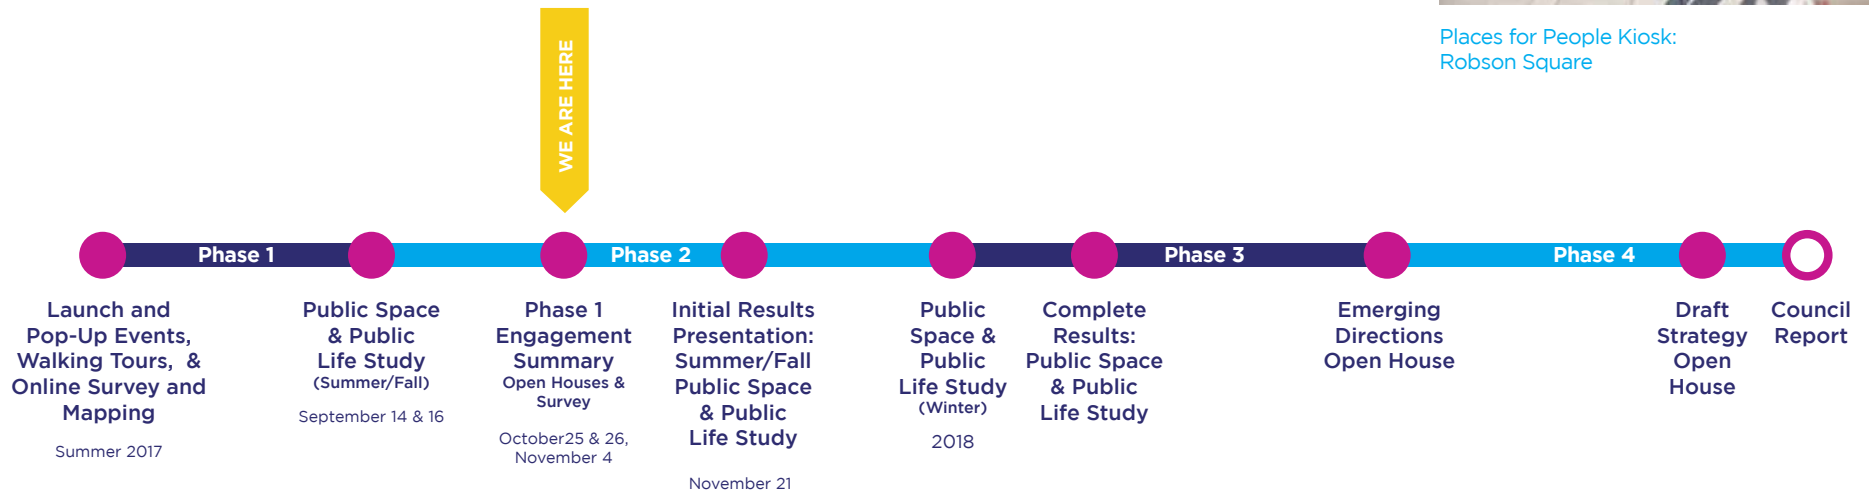 Places for People Kiosk:
Robson Square
WE ARE HERE
Phase 1
Phase 2
Phase 3
Phase 4
Launch and
Pop-Up Events,
Walking Tours,  &
Online Survey and
Mapping
Summer 2017
Public Space
& Public
Life Study
(Summer/Fall)
September 14 & 16
Phase 1
Engagement
Summary
Open Houses &
Survey
October25 & 26,
November 4
Initial Results
Presentation:
Summer/Fall
Public Space
& Public
Life Study
November 21
Public
Space &
Public
Life Study
(Winter)
2018
Complete
Results:
Public Space
& Public
Life Study
Emerging
Directions
Open House
Draft
Strategy
Open
House
Council
Report